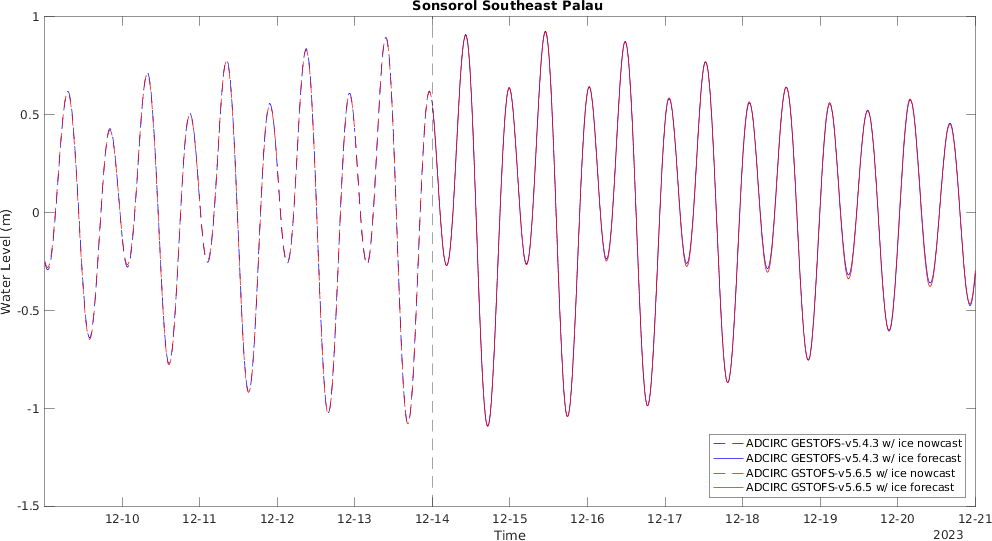 Sonsorol Southeast Palau
1
0.5
0
-0.5
-1
-1.5
Water Level (m)
12-10 12-11 12-12 12-13 12-14 12-15 12-16 12-17 12-18 12-19 12-20 12-21
Time
2023
ADCIRC GESTOFS-v5.4.3 w/ ice nowcast
ADCIRC GESTOFS-v5.4.3 w/ ice forecast
ADCIRC GSTOFS-v5.6.5 w/ ice nowcast
ADCIRC GSTOFS-v5.6.5 w/ ice forecast